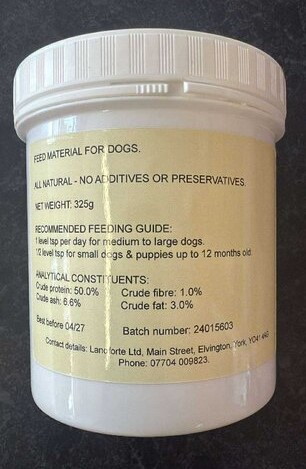 FEED MATERIAL FOR DOGS.
ALL NATURAL - NO ADDITIVES OR PRESERVATIVES.
NET WEIGHT: 325g
RECOMMENDED FEEDING GUIDE:
1 level tsp per day for medium to large dogs.
1/2 level tsp for small dogs & puppies up to 12 months old.
ANALYTICAL CONSTITUENTS:
Crude protein: 50.0% Crude fibre: 1.0%
Crude ash: 6.6% Crude fat: 3.0%
Best before 04/27 Batch number: 24015603
Contact details: Lanoforte Ltd, Main Street, Elvington, York, YO41 4AG
Phone: 07704 009823.